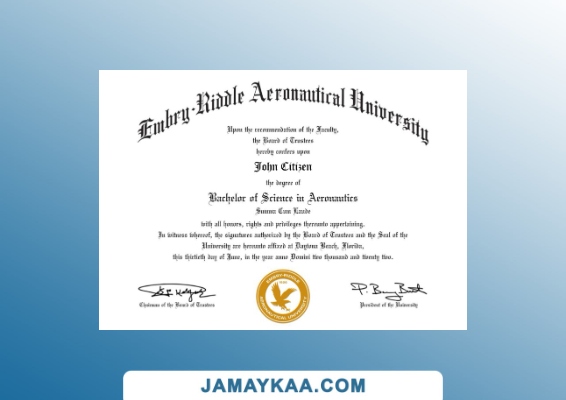 Embry-Riddle Aeronautical University
Upon the recommendation of the Faculty,
the Board of Trustees
hereby confers upon
John Citizen
the degree of
Bachelor of Science in Aeronautics
Summa Cum Laude
with all honors, rights and privileges thereunto appertaining.
In witness whereof, the signatures authorized by the Board of Trustees and the Seal of the
University are hereunto affixed at Daytona Beach, Florida,
this thirtieth day of June, in the year anno Domini two thousand and twenty two.
EMBRY-RIDDLE
AERONAUTICAL UNIVERSITY
Chairman of the Board of Trustees
President of the University
JAMAYKAA.COM